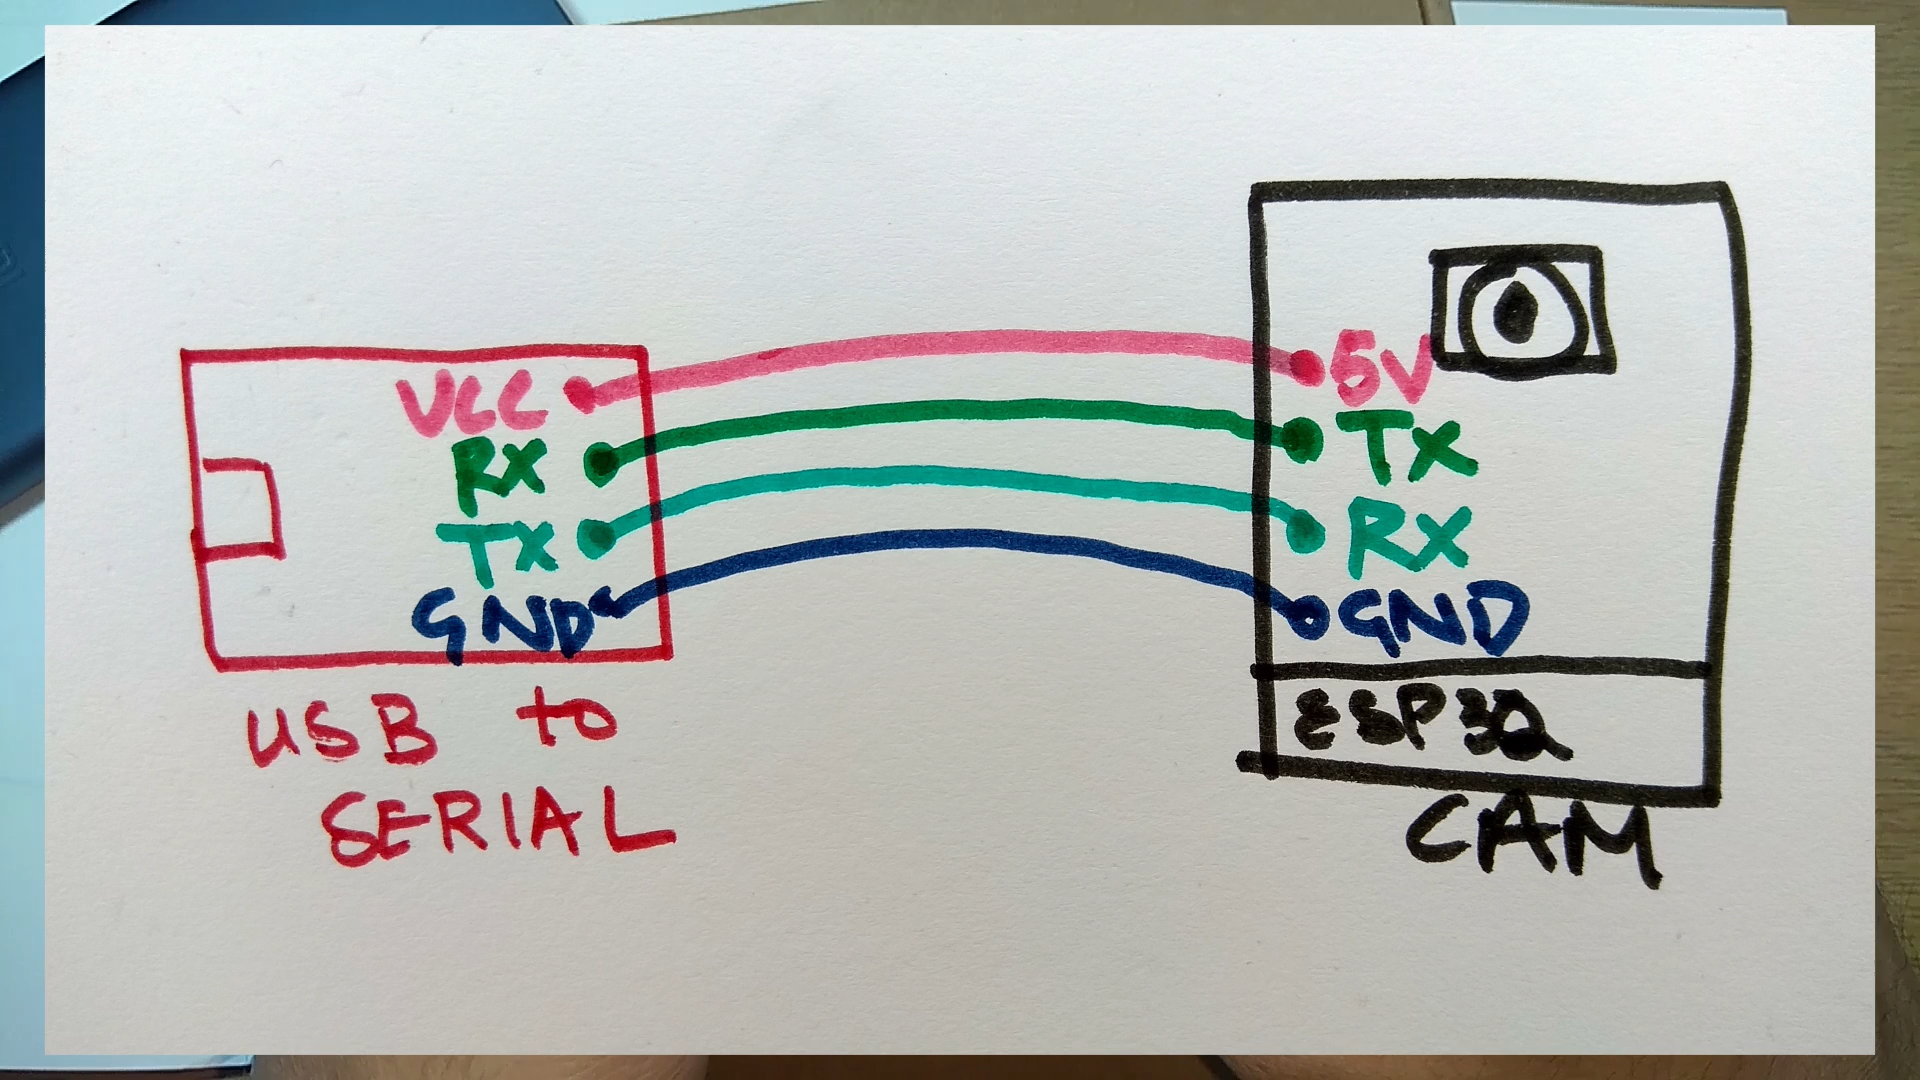 VCC
RX
TX
GND
USB to
SERIAL
5V
TX
RX
GND
ESP32
CAM